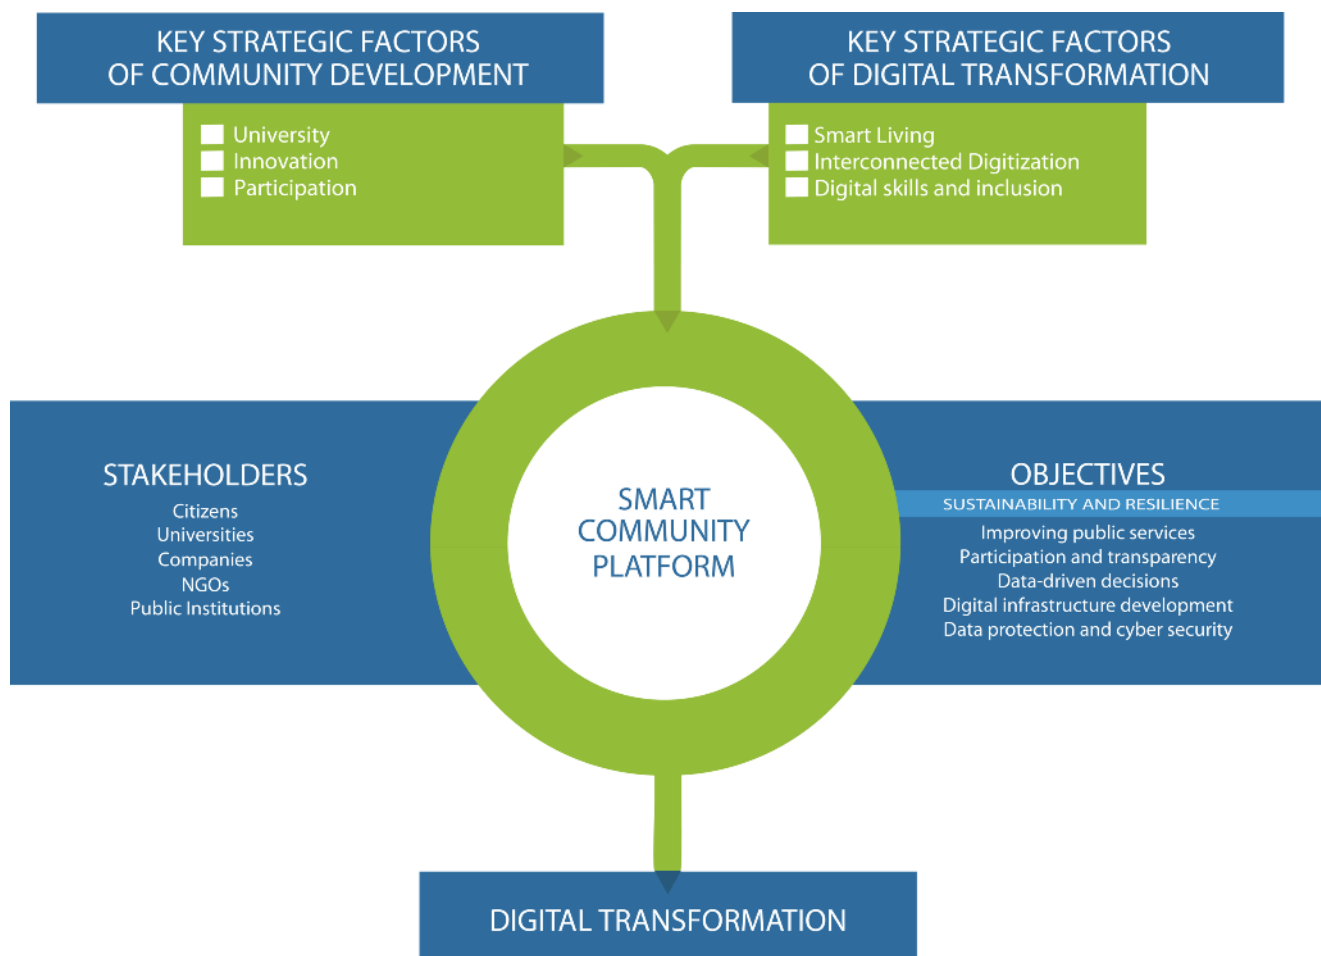 KEY STRATEGIC FACTORS
OF COMMUNITY DEVELOPMENT
University
Innovation
Participation
KEY STRATEGIC FACTORS
OF DIGITAL TRANSFORMATION
Smart Living
Interconnected Digitization
Digital skills and inclusion
STAKEHOLDERS
Citizens
Universities
Companies
NGOs
Public Institutions
SMART
COMMUNITY
PLATFORM
OBJECTIVES
SUSTAINABILITY AND RESILIENCE
Improving public services
Participation and transparency
Data-driven decisions
Digital infrastructure development
Data protection and cyber security
DIGITAL TRANSFORMATION